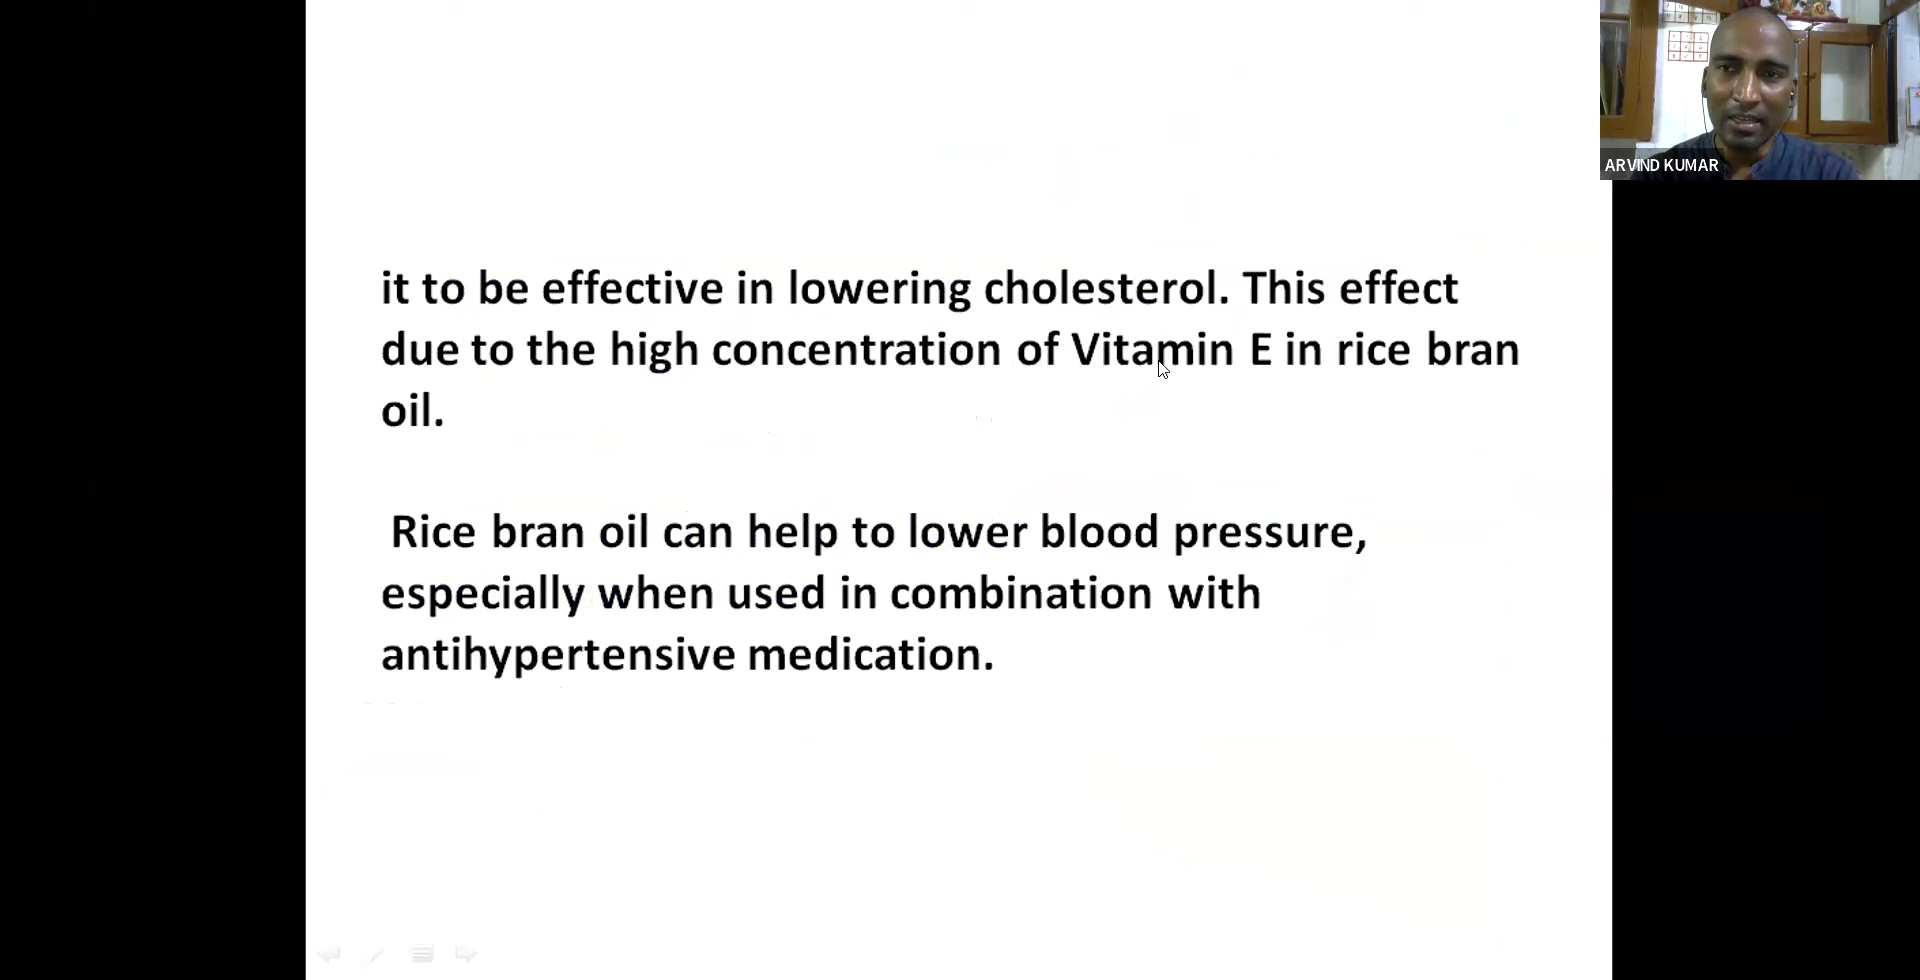 ARVIND KUMAR
it to be effective in lowering cholesterol. This effect
due to the high concentration of Vitamin E in rice bran
oil.
Rice bran oil can help to lower blood pressure,
especially when used in combination with
antihypertensive medication.